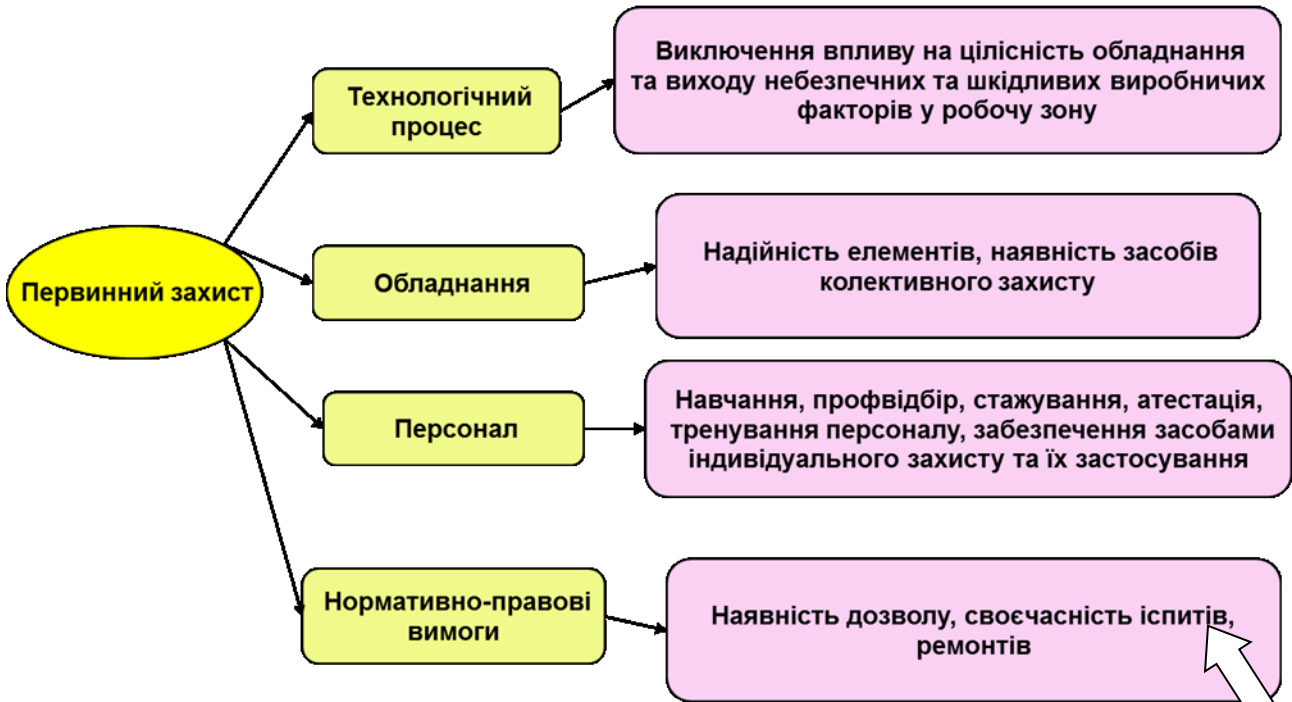 Первинний захист
Технологічний
процес
Виключення впливу на цілісність обладнання
та виходу небезпечних та шкідливих виробничих
факторів у робочу зону
Обладнання
Надійність елементів, наявність засобів
колективного захисту
Персонал
Навчання, профвідбір, стажування, атестація,
тренування персоналу, забезпечення засобами
індивідуального захисту та їх застосування
Нормативно-правові
вимоги
Наявність дозволу, своєчасність іспитів,
ремонтів